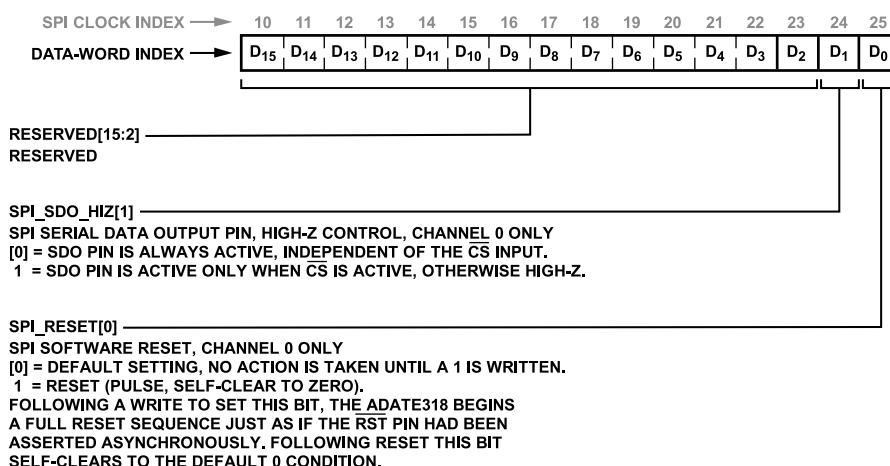 SPI CLOCK INDEX 10 11 12 13 14 15 16 17 18 19 20 21 22 23 24 25
DATA-WORD INDEX D15 D14 D13 D12 D11 D10 D9 D8 D7 D6 D5 D4 D3 D2 D1 D0
RESERVED[15:2]
RESERVED
SPI_SDO_HIZ[1]
SPI SERIAL DATA OUTPUT PIN, HIGH-Z CONTROL, CHANNEL 0 ONLY
[0] = SDO PIN IS ALWAYS ACTIVE, INDEPENDENT OF THE CS INPUT.
1 = SDO PIN IS ACTIVE ONLY WHEN CS IS ACTIVE, OTHERWISE HIGH-Z.
SPI_RESET[0]
SPI SOFTWARE RESET, CHANNEL 0 ONLY
[0] = DEFAULT SETTING, NO ACTION IS TAKEN UNTIL A 1 IS WRITTEN.
1 = RESET (PULSE, SELF-CLEAR TO ZERO).
FOLLOWING A WRITE TO SET THIS BIT, THE ADATE318 BEGINS
A FULL RESET SEQUENCE JUST AS IF THE RST PIN HAD BEEN
ASSERTED ASYNCHRONOUSLY. FOLLOWING RESET THIS BIT
SELF-CLEARS TO THE DEFAULT 0 CONDITION.